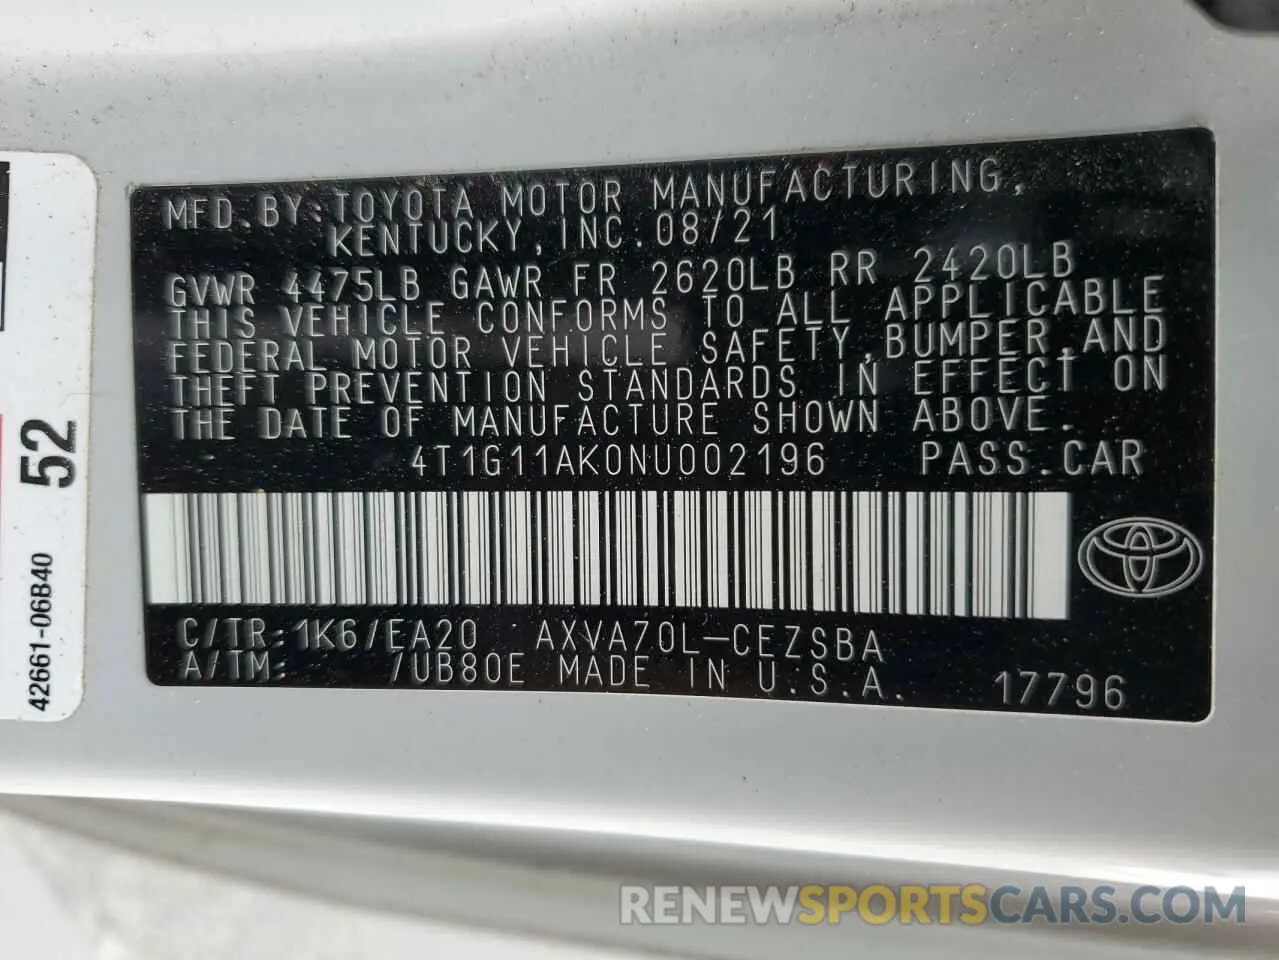 MFD.BY:TOYOTA MOTOR MANUFACTURING,
KENTUCKY,INC.08/21
GVWR 4475LB GAWR FR 2620LB RR 2420LB
THIS VEHICLE CONFORMS TO ALL APPLICABLE
FEDERAL MOTOR VEHICLE SAFETY,BUMPER,AND
THEFT PREVENTION STANDARDS IN EFFECT ON
THE DATE OF MANUFACTURE SHOWN ABOVE.
4T1G11AK0NU002196 PASS.CAR
C/TR:1K6/EA20 AXVA70L-CEZSBA
A/TM: /UB80E MADE IN U.S.A. 17796
52
42661-06B40
RENEWSPORTSCARS.COM